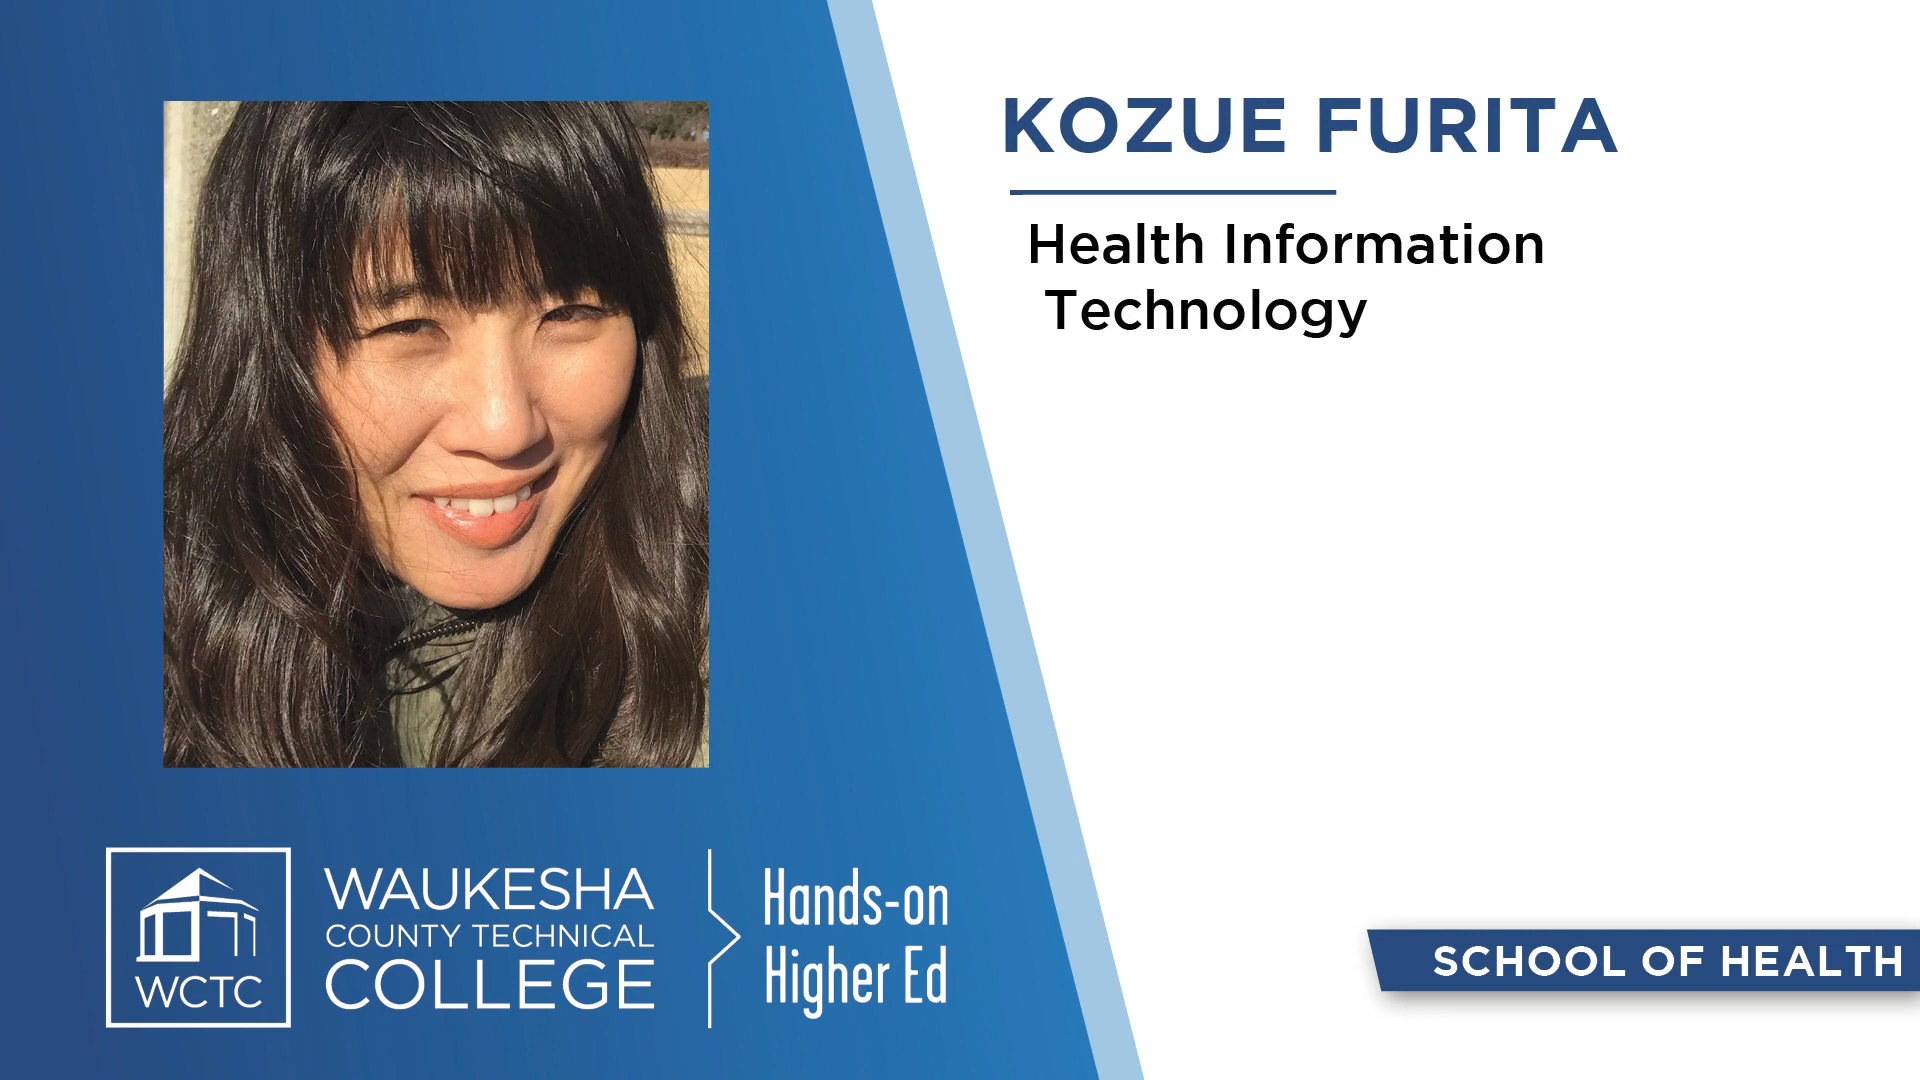 KOZUE FURITA
Health Information
Technology
WCTC
WAUKESHA
COUNTY TECHNICAL
COLLEGE
Hands-on
Higher Ed
SCHOOL OF HEALTH